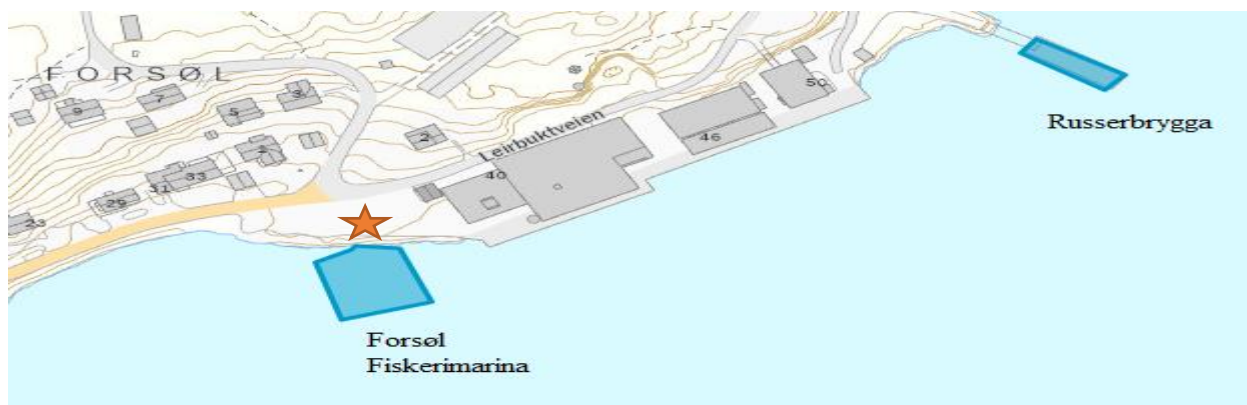 FORSØL
9
7
5
3
2
1
33
31
29
23
Leirbuktveien
40
46
50
Russerbrygga
Forsøl
Fiskerimarina